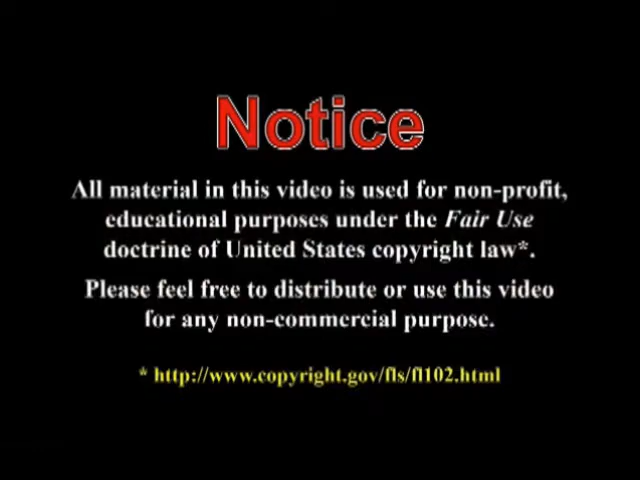 Notice
All material in this video is used for non-profit,
educational purposes under the Fair Use
doctrine of United States copyright law*.
Please feel free to distribute or use this video
for any non-commercial purpose.
* http://www.copyright.gov/fls/fl102.html